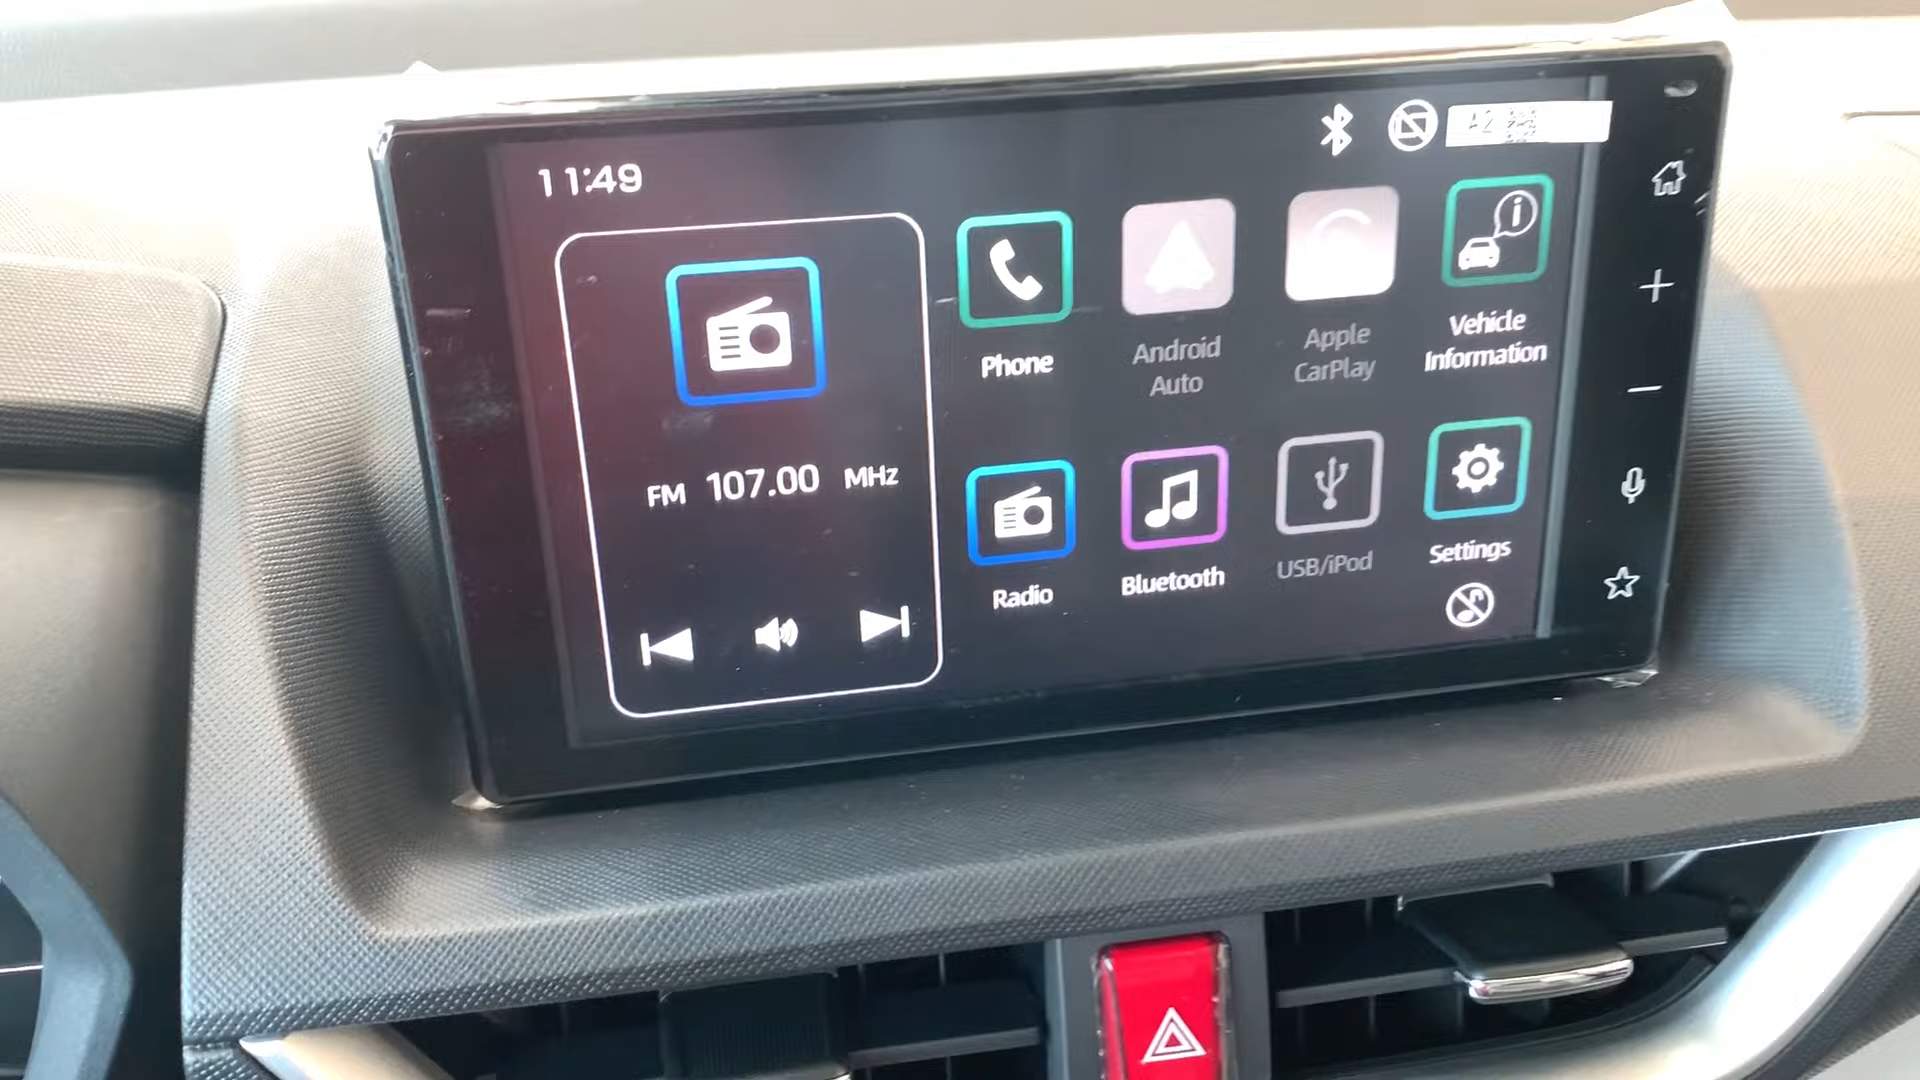 11:49
FM 107.00 MHz
Phone
Android
Auto
Apple
CarPlay
Vehicle
Information
Radio
Bluetooth
USB/iPod
Settings